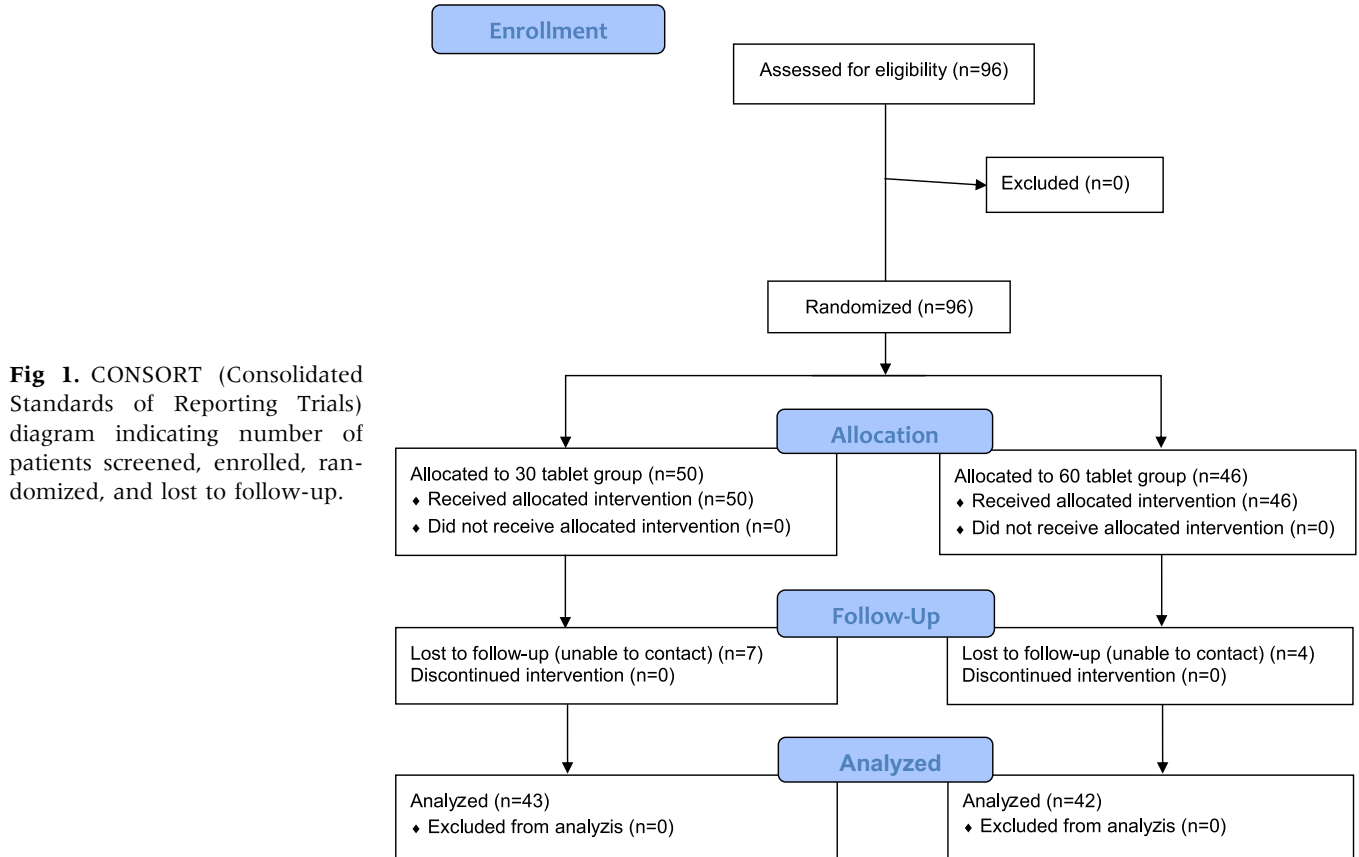 Enrollment
Assessed for eligibility (n=96)
Excluded (n=0)
Randomized (n=96)
Fig 1. CONSORT (Consolidated
Standards of Reporting Trials)
diagram indicating number of
patients screened, enrolled, ran-
domized, and lost to follow-up.
Allocation
Allocated to 30 tablet group (n=50)
♦ Received allocated intervention (n=50)
♦ Did not receive allocated intervention (n=0)
Allocated to 60 tablet group (n=46)
♦ Received allocated intervention (n=46)
♦ Did not receive allocated intervention (n=0)
Follow-Up
Lost to follow-up (unable to contact) (n=7)
Discontinued intervention (n=0)
Lost to follow-up (unable to contact) (n=4)
Discontinued intervention (n=0)
Analyzed
Analyzed (n=43)
♦ Excluded from analyzis (n=0)
Analyzed (n=42)
♦ Excluded from analyzis (n=0)